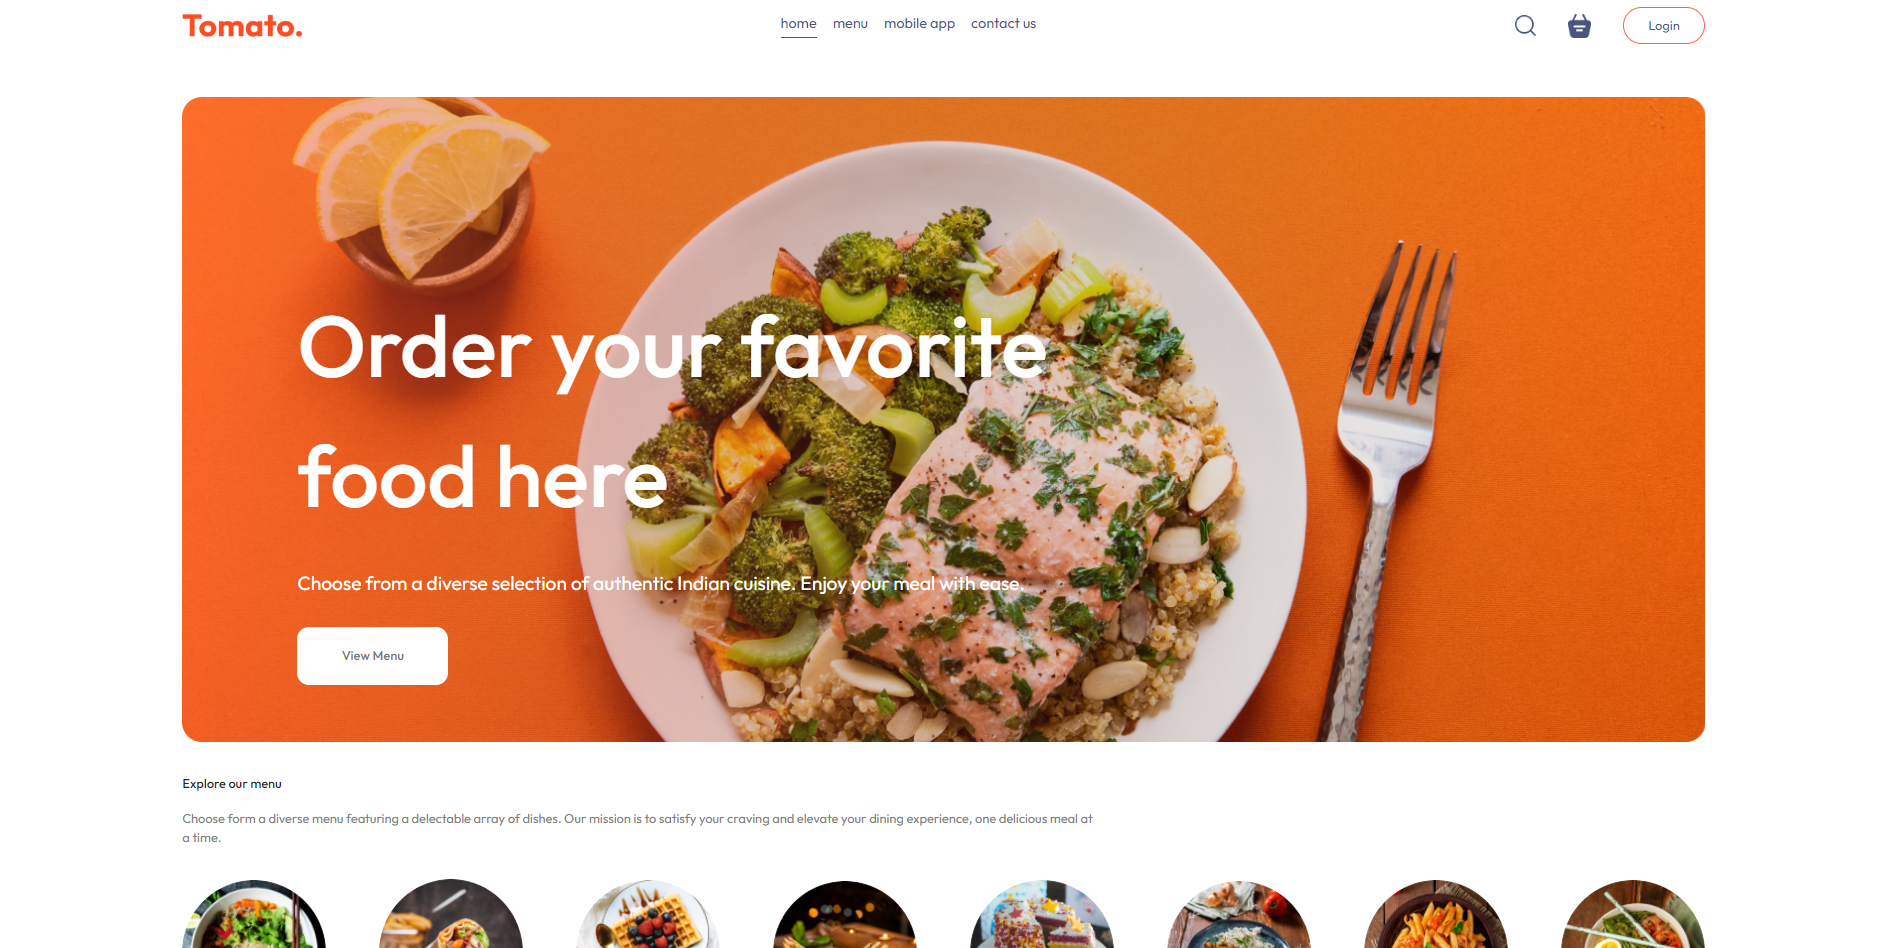 Tomato.
home menu mobile app contact us
Login
Order your favorite
food here
Choose from a diverse selection of authentic Indian cuisine. Enjoy your meal with ease.
View Menu
Explore our menu
Choose form a diverse menu featuring a delectable array of dishes. Our mission is to satisfy your craving and elevate your dining experience, one delicious meal at
a time.